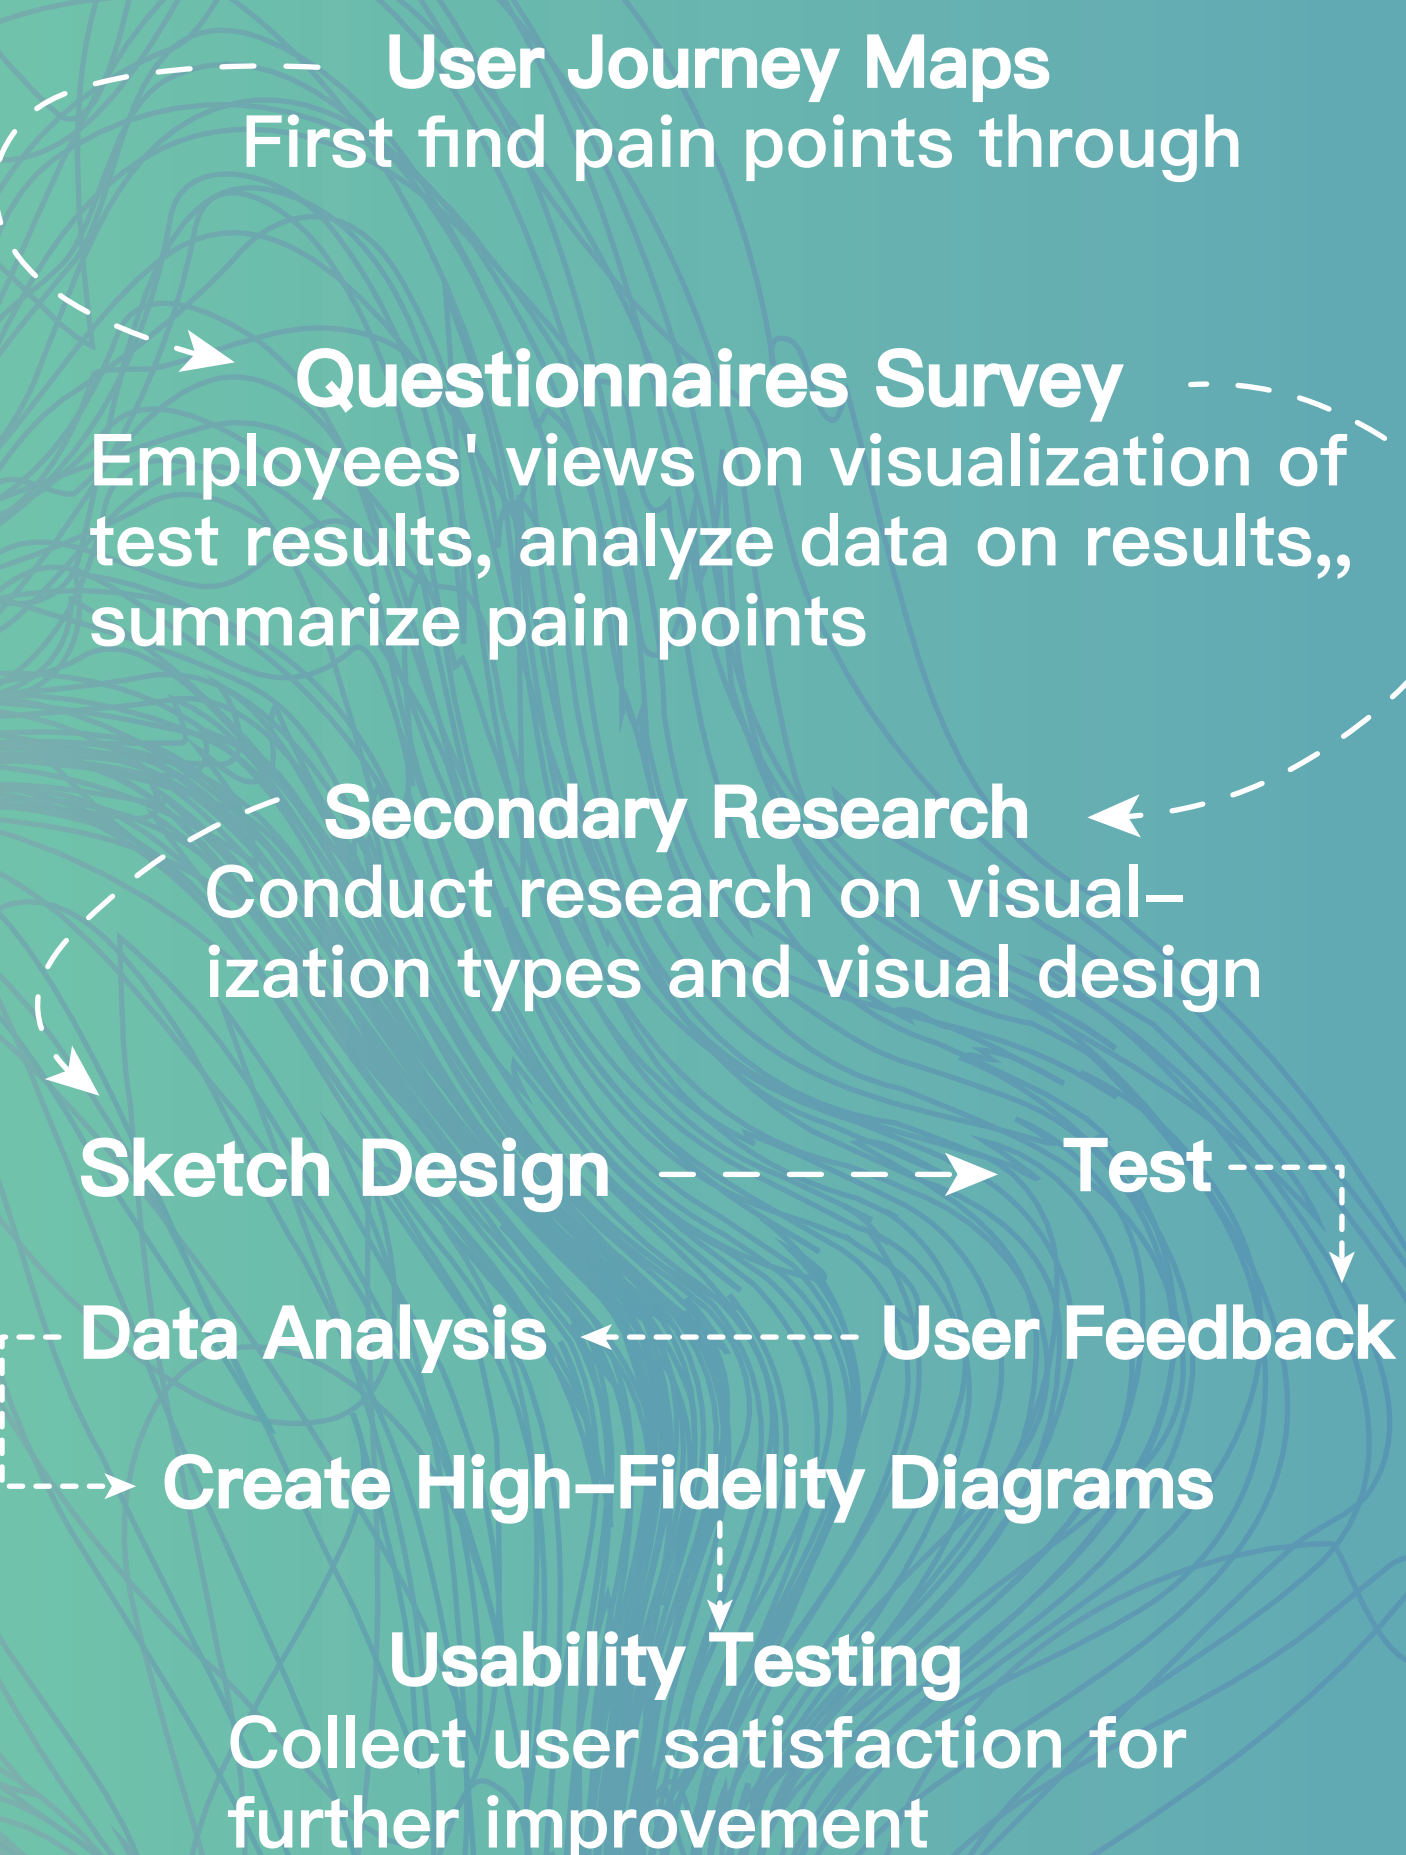 User Journey Maps
First find pain points through
Questionnaires Survey
Employees' views on visualization of
test results, analyze data on results,,
summarize pain points
Secondary Research
Conduct research on visual–
ization types and visual design
Sketch Design
Test
Data Analysis
User Feedback
Create High–Fidelity Diagrams
Usability Testing
Collect user satisfaction for
further improvement